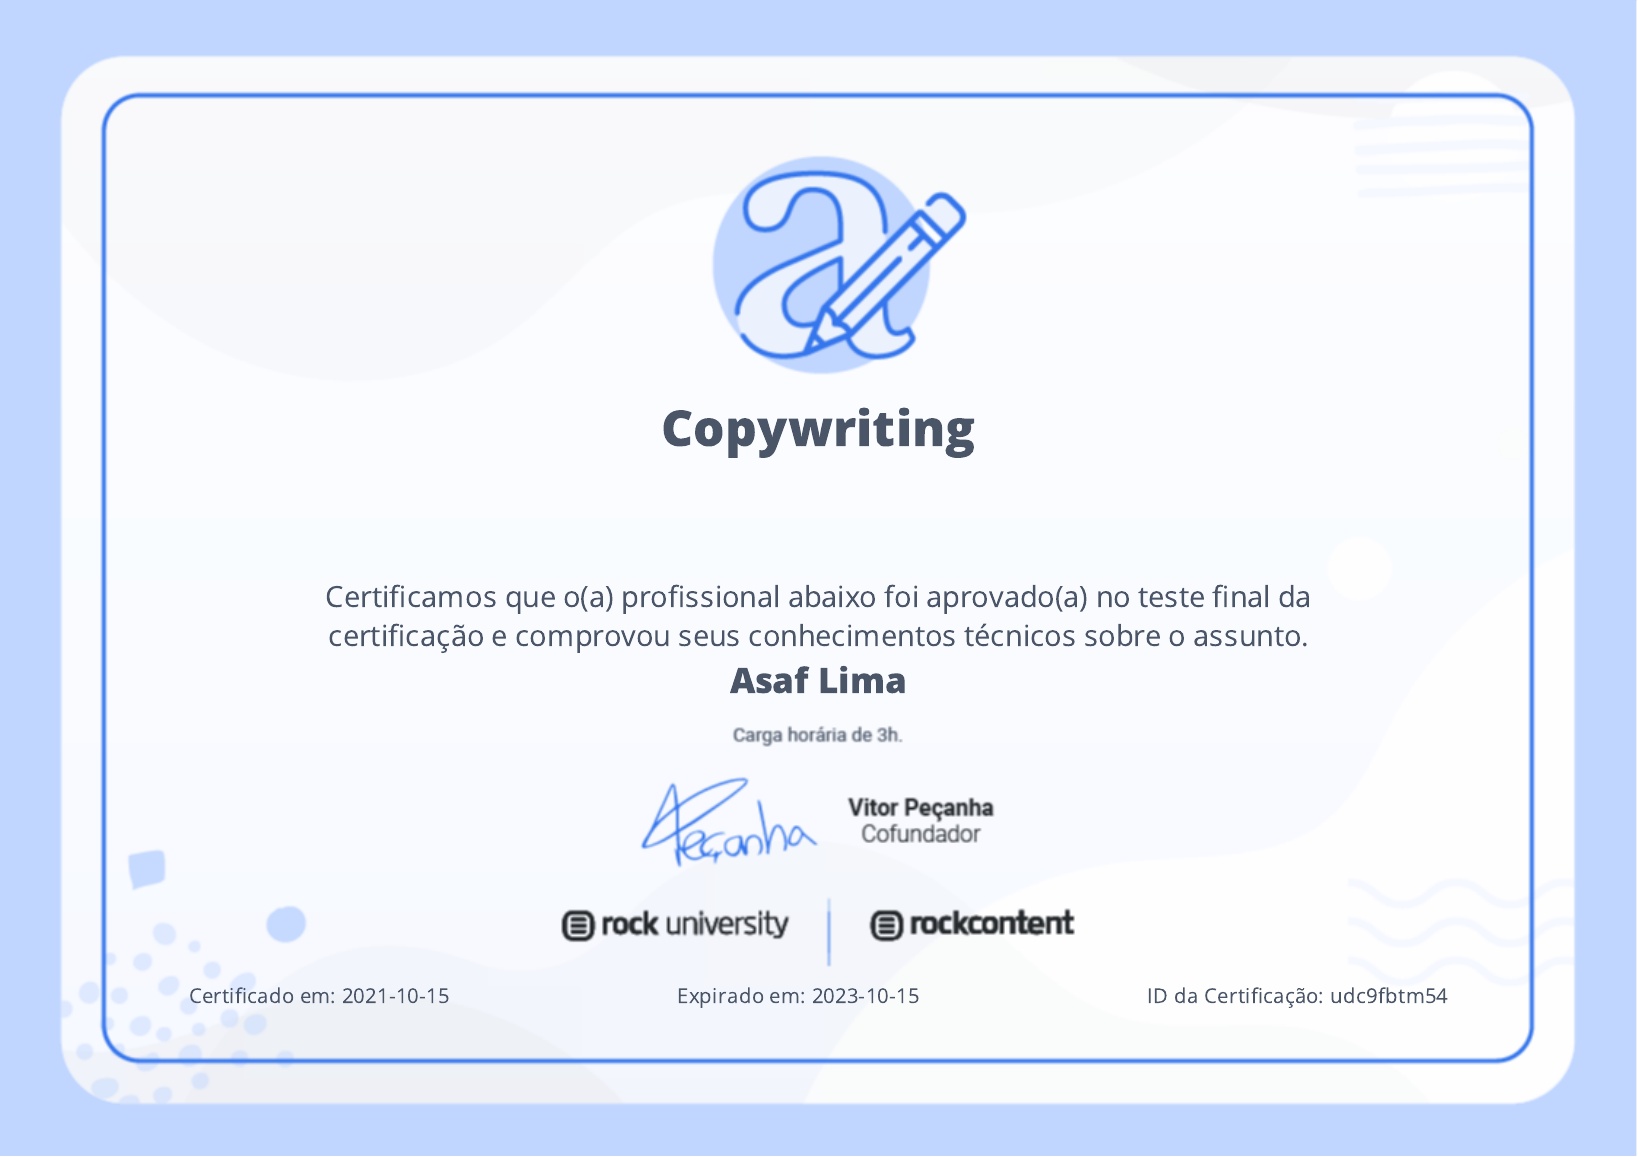 Copywriting
Certificamos que o(a) profissional abaixo foi aprovado(a) no teste final da
certificação e comprovou seus conhecimentos técnicos sobre o assunto.
Asaf Lima
Carga horária de 3h.
Peçanha
Vitor Peçanha
Cofundador
rock university
rockcontent
Certificado em: 2021-10-15
Expirado em: 2023-10-15
ID da Certificação: udc9fbtm54